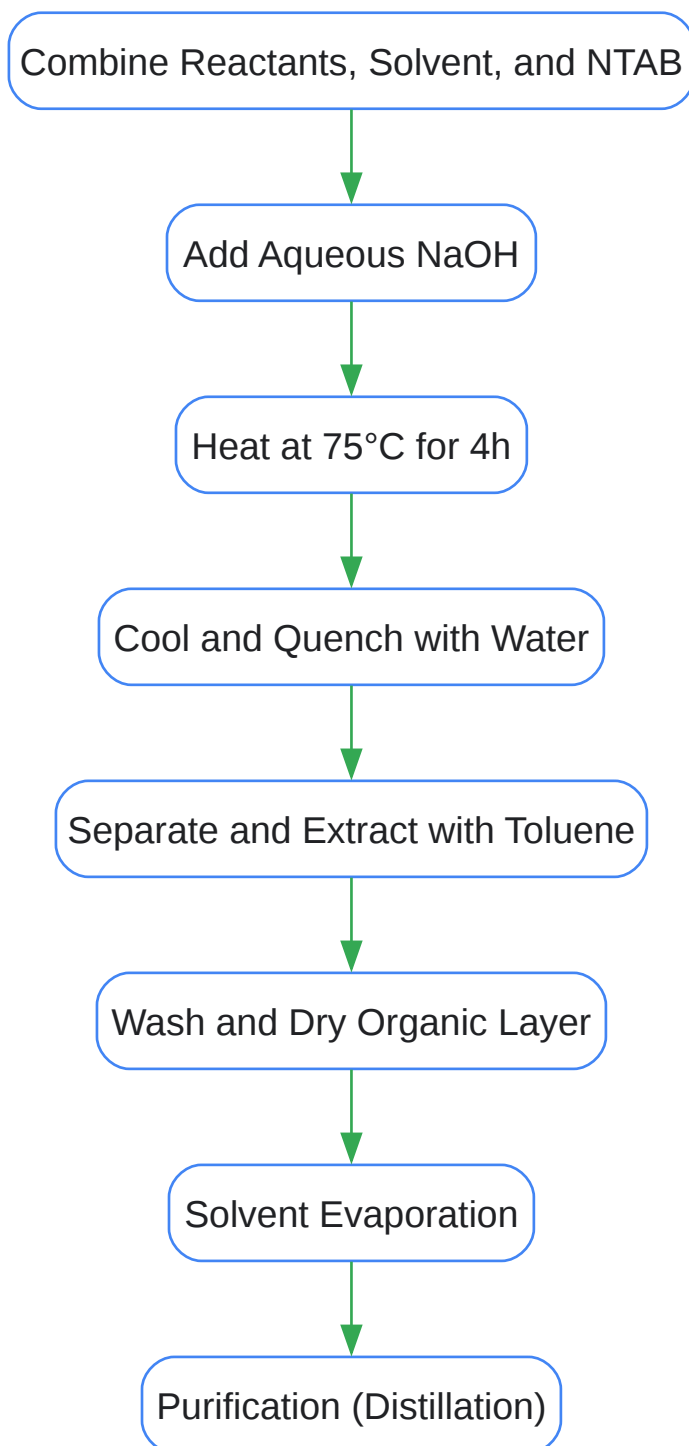 Combine Reactants, Solvent, and NTAB
Add Aqueous NaOH
Heat at 75°C for 4h
Cool and Quench with Water
Separate and Extract with Toluene
Wash and Dry Organic Layer
Solvent Evaporation
Purification (Distillation)